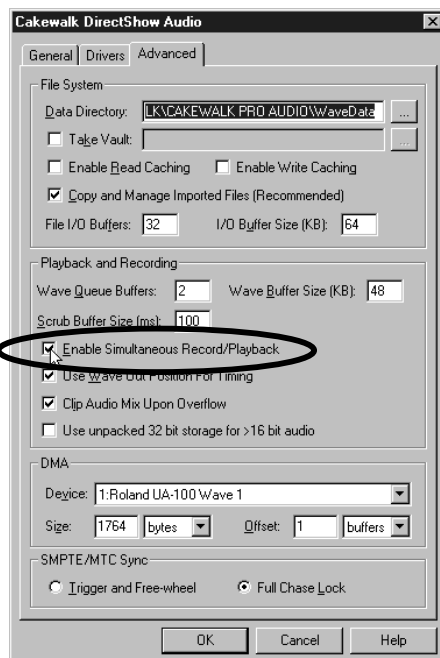 Cakewalk DirectShow Audio
General Drivers Advanced
File System
Data Directory: LK\CAKEWALK PRO AUDIO\WaveData ...
Take Vault: ...
Enable Read Caching Enable Write Caching
Copy and Manage Imported Files (Recommended)
File I/O Buffers: 32 I/O Buffer Size (KB): 64
Playback and Recording
Wave Queue Buffers: 2 Wave Buffer Size (KB): 48
Scrub Buffer Size (ms): 100
Enable Simultaneous Record/Playback
Use Wave Out Position For Timing
Clip Audio Mix Upon Overflow
Use unpacked 32 bit storage for >16 bit audio
DMA
Device: 1:Roland UA-100 Wave 1
Size: 1764 bytes Offset: 1 buffers
SMPTE/MTC Sync
Trigger and Free-wheel Full Chase Lock
OK Cancel Help